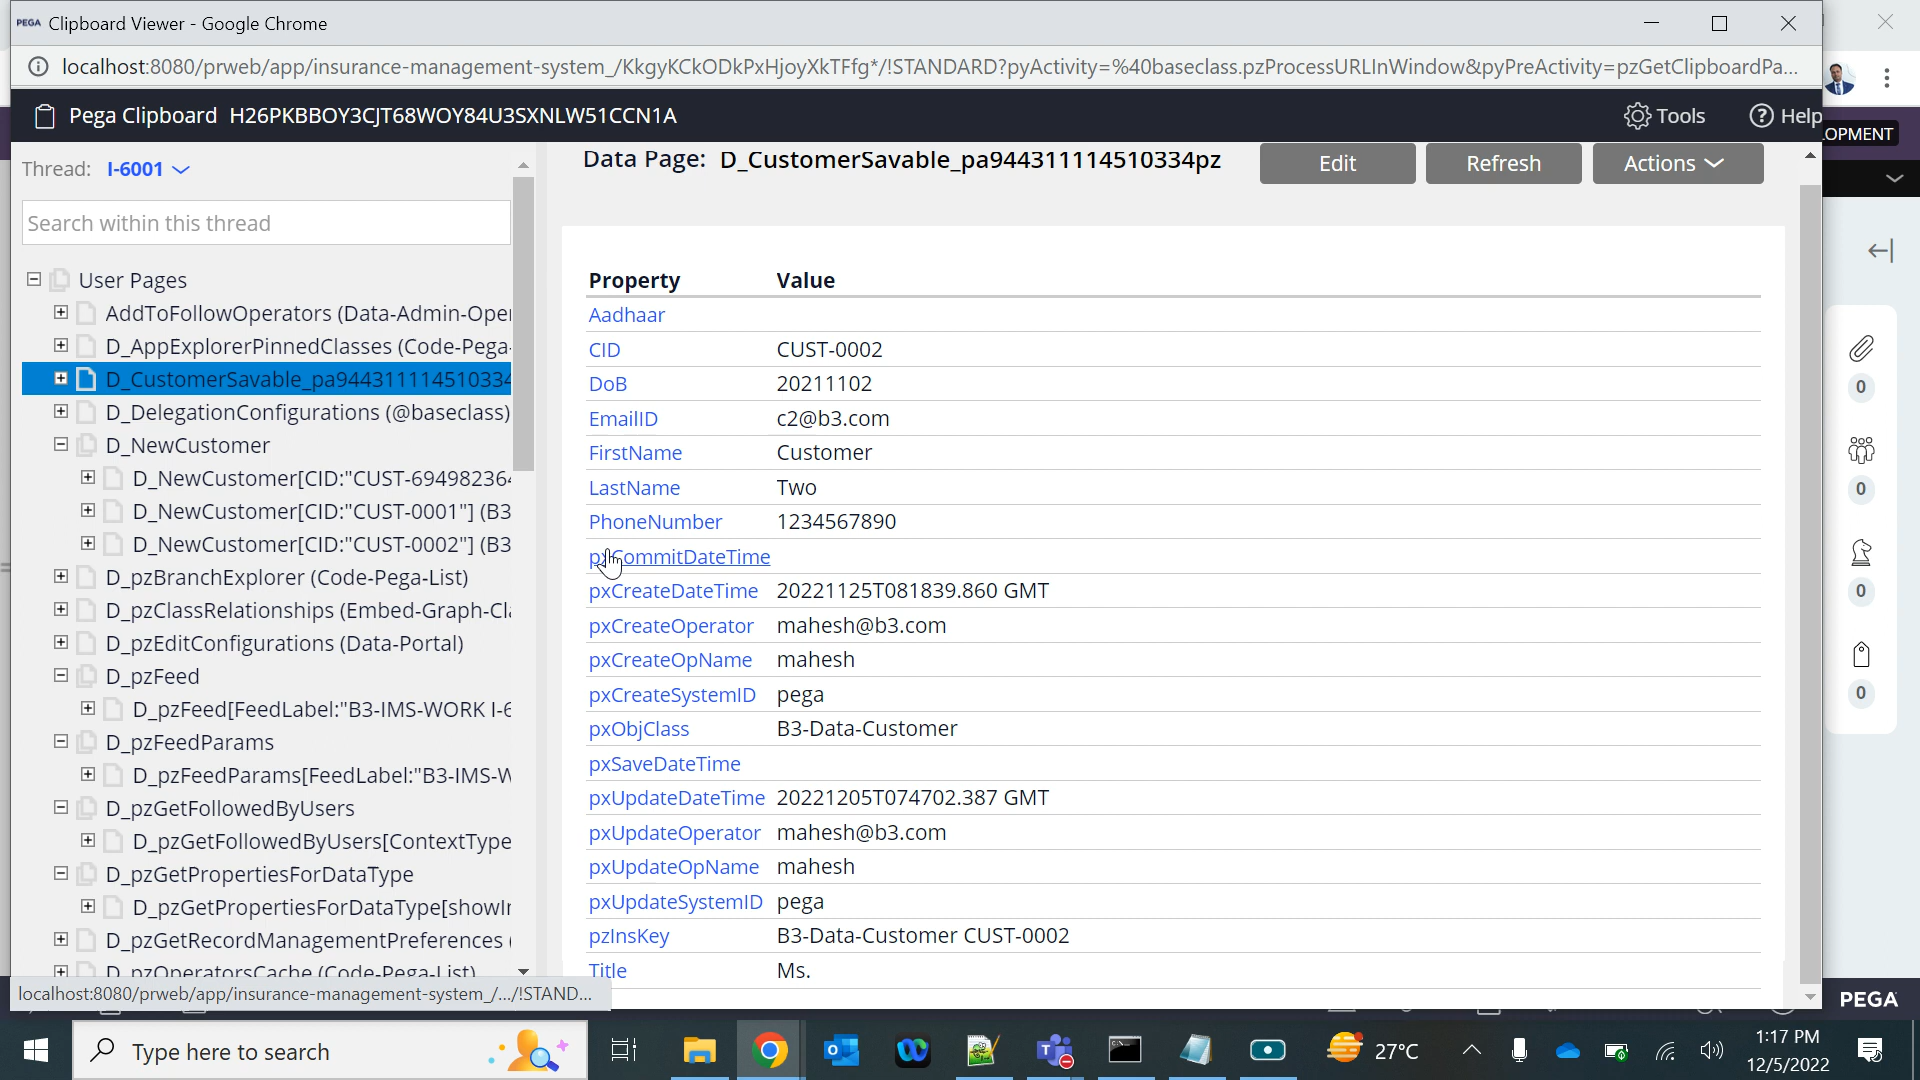 PEGA Clipboard Viewer - Google Chrome
localhost:8080/prweb/app/insurance-management-system_/KkgyKCkODkPxHjoyXkTFfg*/!STANDARD?pyActivity=%40baseclass.pzProcessURLInWindow&pyPreActivity=pzGetClipboardPa...
Pega Clipboard H26PKBBOY3CJT68WOY84U3SXNLW51CCN1A
Tools
Help
OPMENT
Thread: I-6001
Search within this thread
User Pages
AddToFollowOperators (Data-Admin-Oper
D_AppExplorerPinnedClasses (Code-Pega-
D_CustomerSavable_pa944311114510334
D_DelegationConfigurations (@baseclass)
D_NewCustomer
D_NewCustomer[CID:"CUST-694982364
D_NewCustomer[CID:"CUST-0001"] (B3
D_NewCustomer[CID:"CUST-0002"] (B3
D_pzBranchExplorer (Code-Pega-List)
D_pzClassRelationships (Embed-Graph-Cla
D_pzEditConfigurations (Data-Portal)
D_pzFeed
D_pzFeed[FeedLabel:"B3-IMS-WORK I-6
D_pzFeedParams
D_pzFeedParams[FeedLabel:"B3-IMS-W
D_pzGetFollowedByUsers
D_pzGetFollowedByUsers[ContextType
D_pzGetPropertiesForDataType
D_pzGetPropertiesForDataType[showIn
D_pzGetRecordManagementPreferences (
D_pzOperatorsCache (Code-Pega-List)
localhost:8080/prweb/app/insurance-management-system_/.../!STAND...
Data Page: D_CustomerSavable_pa944311114510334pz
Edit
Refresh
Actions
Property Value
Aadhaar
CID CUST-0002
DoB 20211102
EmailID c2@b3.com
FirstName Customer
LastName Two
PhoneNumber 1234567890
pxCommitDateTime
pxCreateDateTime 20221125T081839.860 GMT
pxCreateOperator mahesh@b3.com
pxCreateOpName mahesh
pxCreateSystemID pega
pxObjClass B3-Data-Customer
pxSaveDateTime
pxUpdateDateTime 20221205T074702.387 GMT
pxUpdateOperator mahesh@b3.com
pxUpdateOpName mahesh
pxUpdateSystemID pega
pzInsKey B3-Data-Customer CUST-0002
Title Ms.
0
0
0
0
PEGA
Type here to search
27°C
1:17 PM
12/5/2022